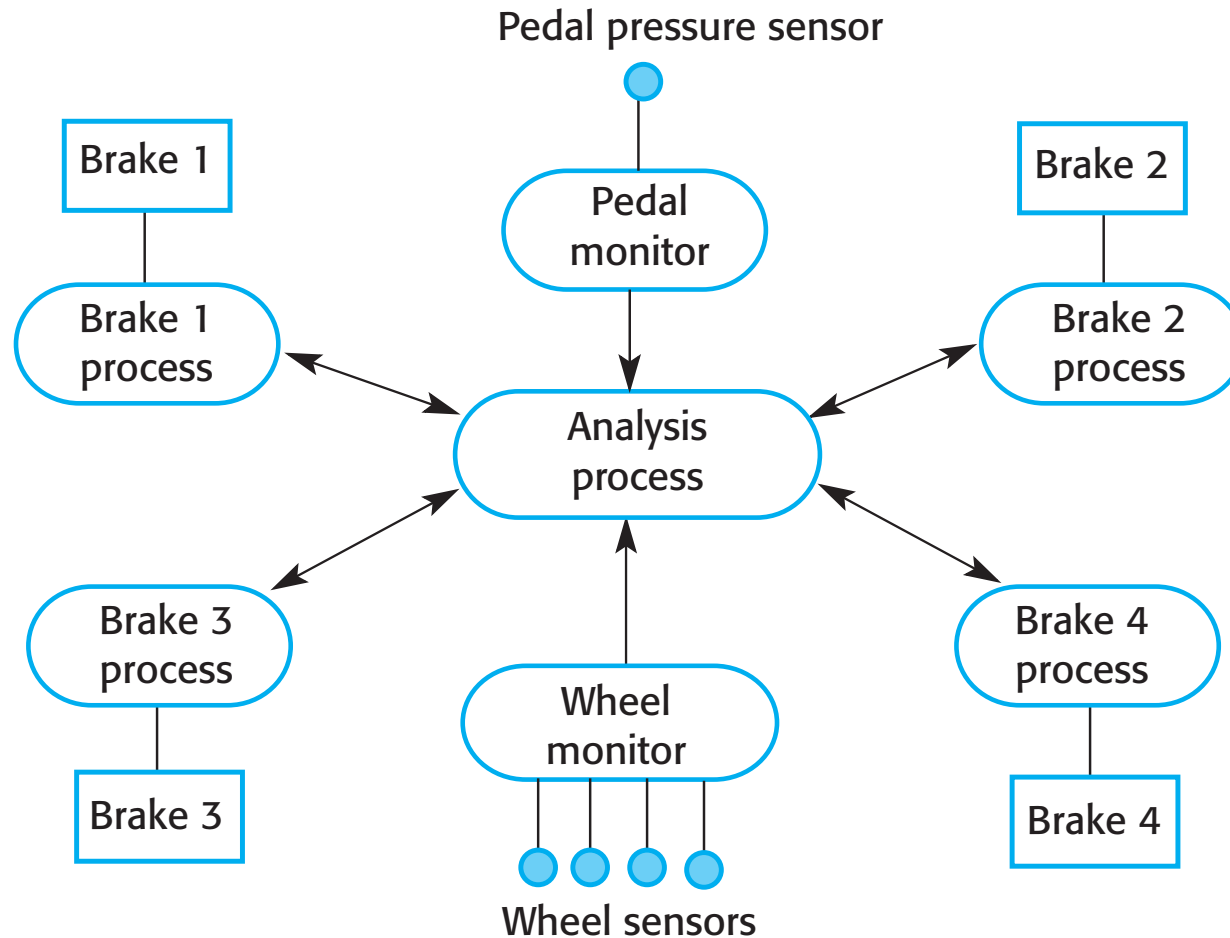 Pedal pressure sensor
Brake 1
Pedal
monitor
Brake 2
Brake 1
process
Brake 2
process
Analysis
process
Brake 3
process
Brake 4
process
Wheel
monitor
Brake 3
Brake 4
Wheel sensors